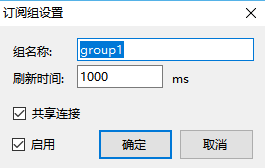 订阅组设置
组名称: group1
刷新时间: 1000 ms
共享连接
启用 确定 取消